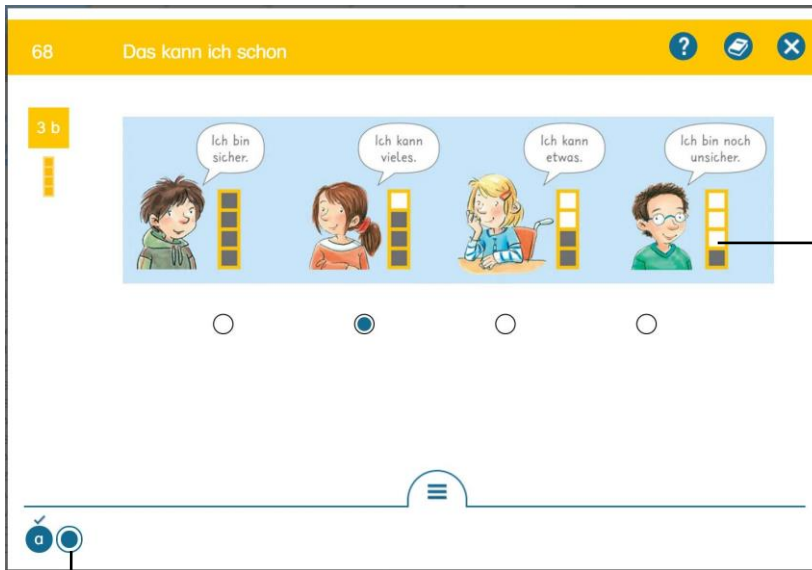 68 Das kann ich schon ?
3 b
Ich bin
sicher.
Ich kann
vieles.
Ich kann
etwas.
Ich bin noch
unsicher.
a